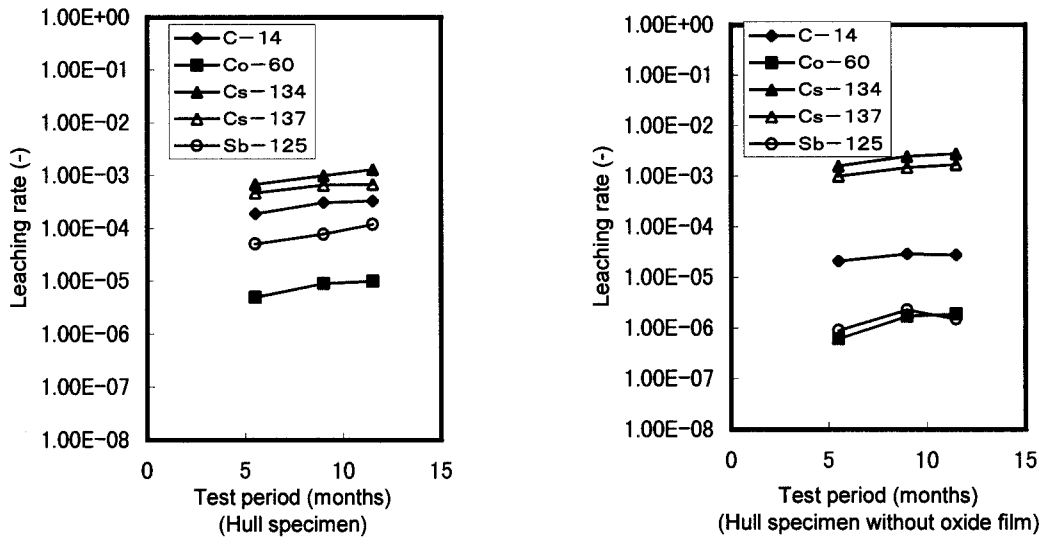 1.00E+00
1.00E−01
1.00E−02
1.00E−03
1.00E−04
1.00E−05
1.00E−06
1.00E−07
1.00E−08
Leaching rate (-)
C−14
Co−60
Cs−134
Cs−137
Sb−125
0 5 10 15
Test period (months)
(Hull specimen)
1.00E+00
1.00E−01
1.00E−02
1.00E−03
1.00E−04
1.00E−05
1.00E−06
1.00E−07
1.00E−08
Leaching rate (-)
C−14
Co−60
Cs−134
Cs−137
Sb−125
0 5 10 15
Test period (months)
(Hull specimen without oxide film)